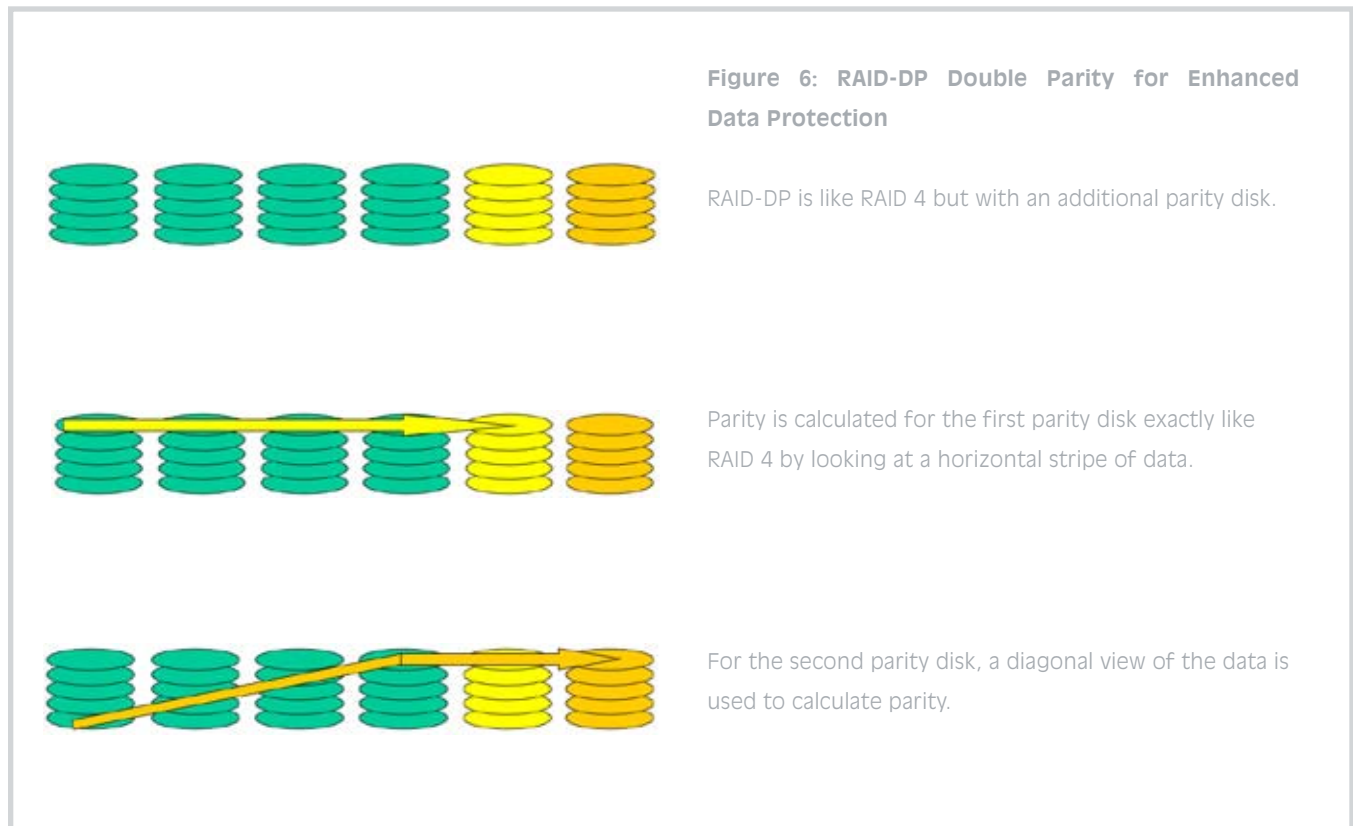 Figure 6: RAID-DP Double Parity for Enhanced
Data Protection
RAID-DP is like RAID 4 but with an additional parity disk.
Parity is calculated for the first parity disk exactly like
RAID 4 by looking at a horizontal stripe of data.
For the second parity disk, a diagonal view of the data is
used to calculate parity.